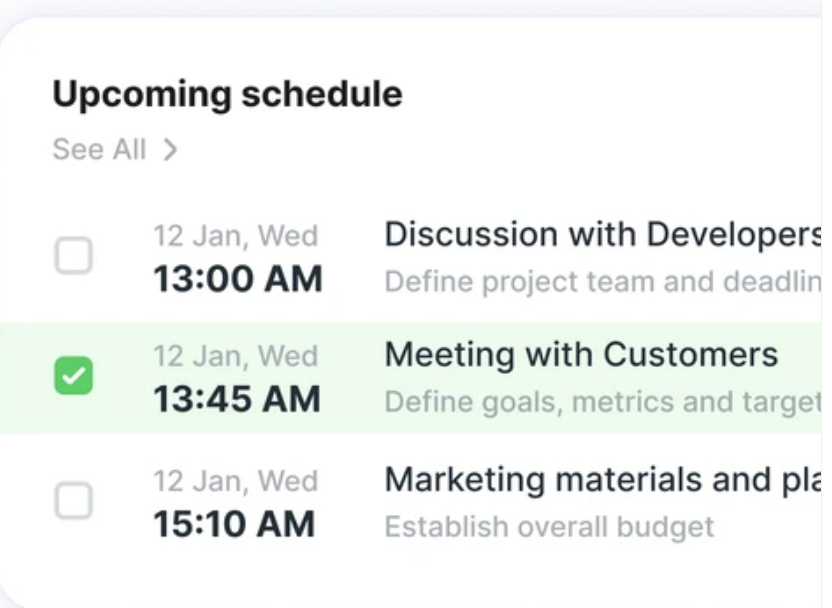 Upcoming schedule
See All
12 Jan, Wed
13:00 AM
Discussion with Developers
Define project team and
12 Jan, Wed
13:45 AM
Meeting with Customers
Define goals, metrics and target
12 Jan, Wed
15:10 AM
Marketing materials and
Establish overall budget